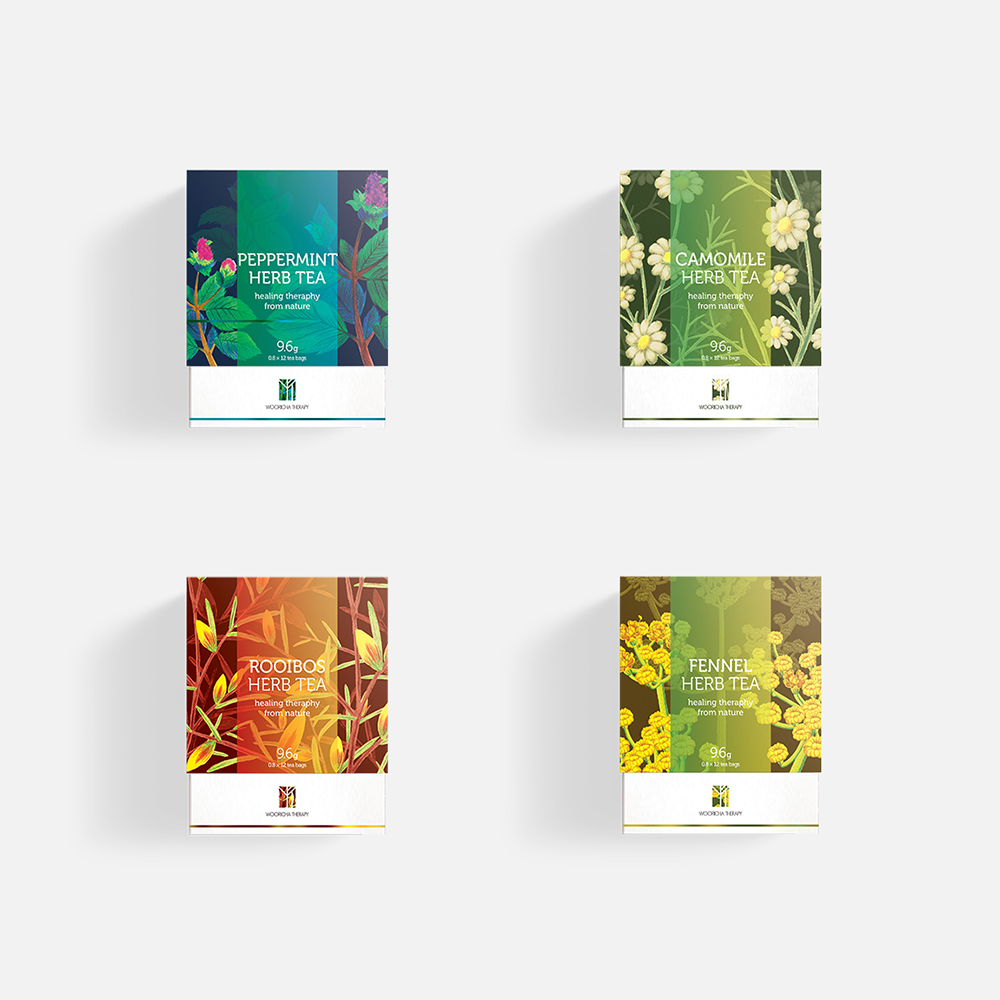 PEPPERMINT
HERB TEA
healing theraphy
from nature
9.6g
0.8 × 12 tea bags
WOORICHA THERAPY
CAMOMILE
HERB TEA
healing theraphy
from nature
9.6g
0.8 × 12 tea bags
WOORICHA THERAPY
ROOIBOS
HERB TEA
healing theraphy
from nature
9.6g
0.8 × 12 tea bags
WOORICHA THERAPY
FENNEL
HERB TEA
healing theraphy
from nature
9.6g
0.8 × 12 tea bags
WOORICHA THERAPY